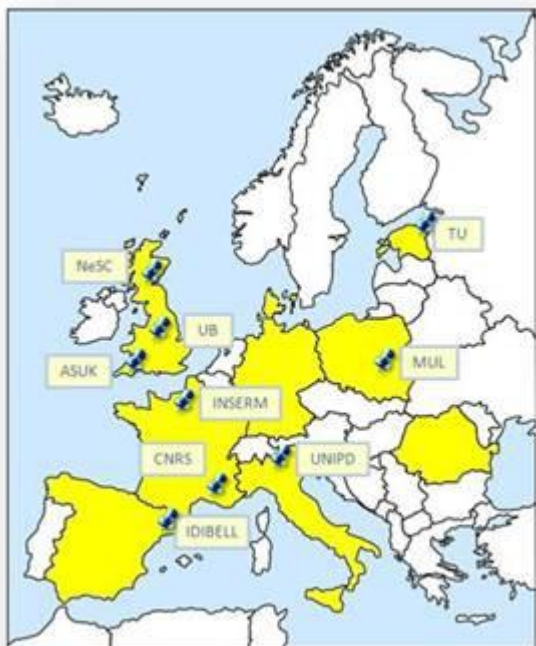 TU
NeSC
UB
ASUK
MUL
INSERM
CNRS
UNIPD
IDIBELL